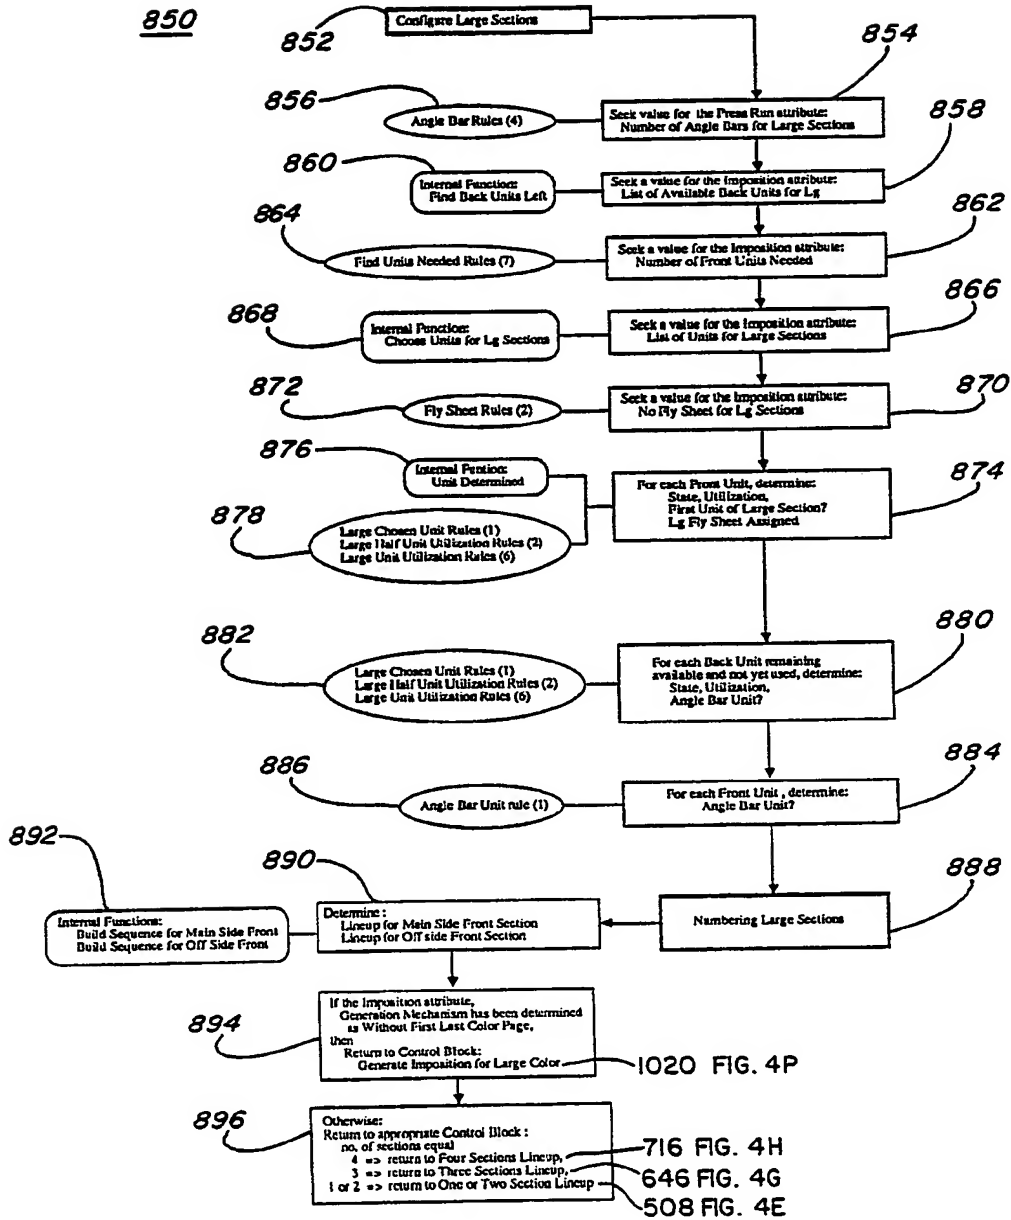 850
852
Configure Large Sections
854
856
Angle Bar Rules (4)
Seek value for the Press Run attribute:
Number of Angle Bars for Large Sections
858
860
Internal Function:
Find Back Units Left
Seek a value for the Imposition attribute:
List of Available Back Units for Lg
862
864
Find Units Needed Rules (7)
Seek a value for the Imposition attribute:
Number of Front Units Needed
866
868
Internal Function:
Choose Units for Lg Sections
Seek a value for the Imposition attribute:
List of Units for Large Sections
870
872
Fly Sheet Rules (2)
Seek a value for the Imposition attribute:
No Fly Sheet for Lg Sections
874
876
Internal Funtion:
Unit Determined
878
Large Chosen Unit Rules (1)
Large Half Unit Utilization Rules (2)
Large Unit Utilization Rules (6)
For each Front Unit, determine:
State, Utilization,
First Unit of Large Section?
Lg Fly Sheet Assigned
880
882
Large Chosen Unit Rules (1)
Large Half Unit Utilization Rules (2)
Large Unit Utilization Rules (6)
For each Back Unit remaining
available and not yet used, determine:
State, Utilization,
Angle Bar Unit?
884
886
Angle Bar Unit rule (1)
For each Front Unit , determine:
Angle Bar Unit?
888
Numbering Large Sections
890
Determine :
Lineup for Main Side Front Section
Lineup for Off side Front Section
892
Internal Functions:
Build Sequence for Main Side Front
Build Sequence for Off Side Front
894
If the Imposition attribute,
Generation Mechanism has been determined
as Without First Last Color Page,
then
Return to Control Block:
Generate Imposition for Large Color
1020 FIG. 4P
896
Otherwise:
Return to appropriate Control Block :
no. of sections equal
4 => return to Four Sections Lineup,
3 => return to Three Sections Lineup,
1 or 2 => return to One or Two Section Lineup
716 FIG. 4H
646 FIG. 4G
508 FIG. 4E